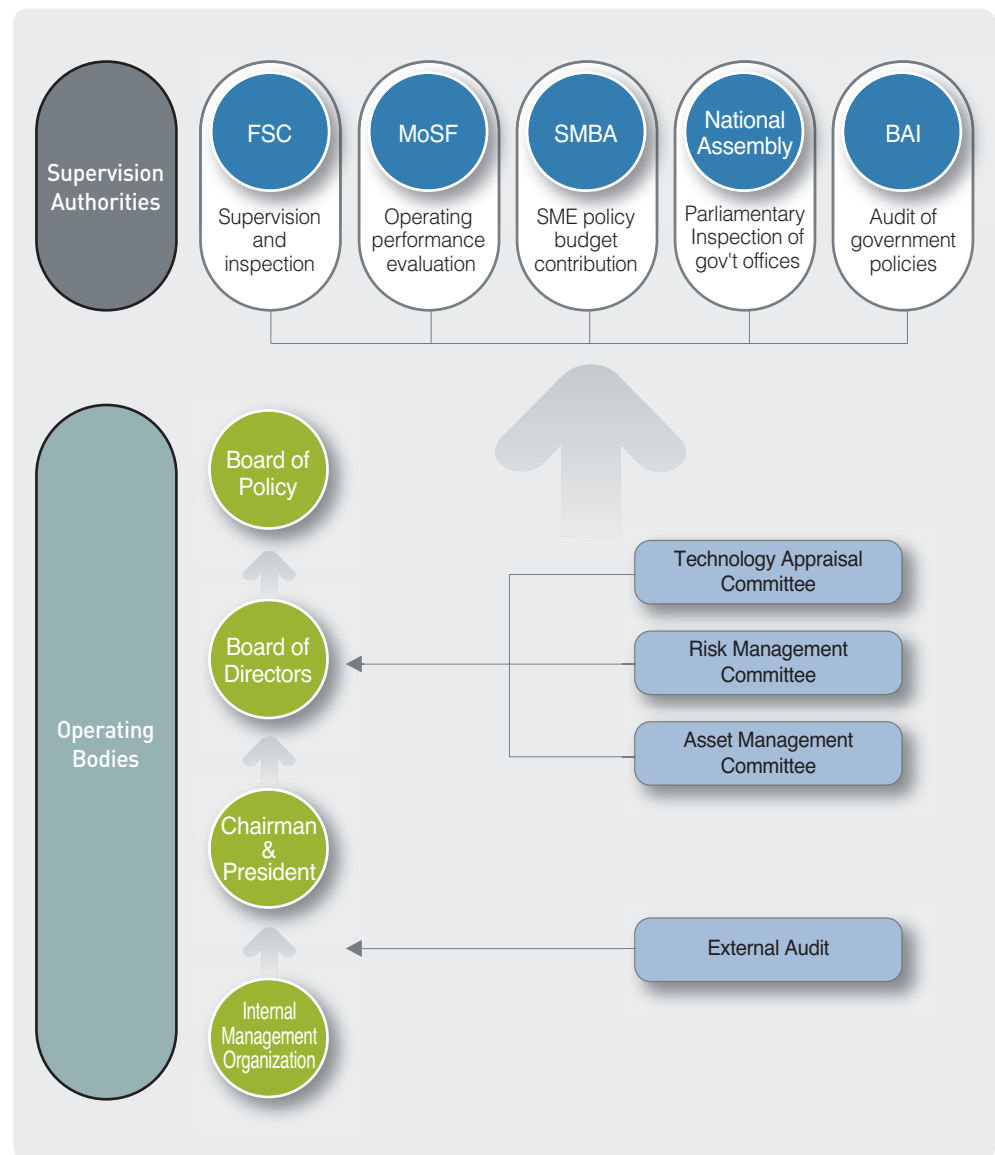 Supervision
Authorities
FSC
Supervision
and
inspection
MoSF
Operating
performance
evaluation
SMBA
SME policy
budget
contribution
National
Assembly
Parliamentary
Inspection of
gov't offices
BAI
Audit of
government
policies
Operating
Bodies
Board of
Policy
Board of
Directors
Chairman
&
President
Internal
Management
Organization
Technology Appraisal
Committee
Risk Management
Committee
Asset Management
Committee
External Audit